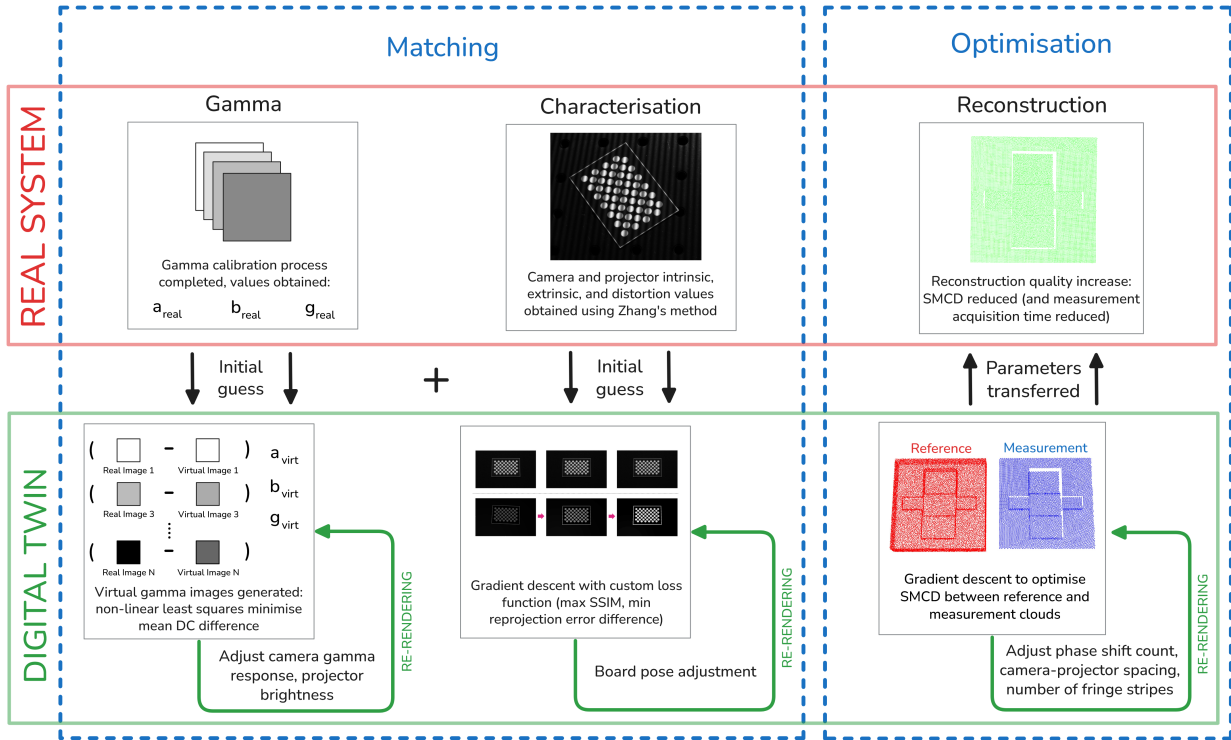 Matching
Optimisation
REAL SYSTEM
Gamma
Characterisation
Reconstruction
Gamma calibration process
completed, values obtained:
a real
b real
g real
Camera and projector intrinsic,
extrinsic, and distortion values
obtained using Zhang's method
Reconstruction quality increase:
SMCD reduced (and measurement
acquisition time reduced)
Initial
guess
+
Initial
guess
Parameters
transferred
DIGITAL TWIN
( - )
Real Image 1
Virtual Image 1
a virt
( - )
Real Image 3
Virtual Image 3
b virt
g virt
( - )
Real Image N
Virtual Image N
Virtual gamma images generated:
non-linear least squares minimise
mean DC difference
Adjust camera gamma
response, projector
brightness
RE-RENDERING
Gradient descent with custom loss
function (max SSIM, min
reprojection error difference)
Board pose adjustment
RE-RENDERING
Reference
Measurement
Gradient descent to optimise
SMCD between reference and
measurement clouds
Adjust phase shift count,
camera-projector spacing,
number of fringe stripes
RE-RENDERING